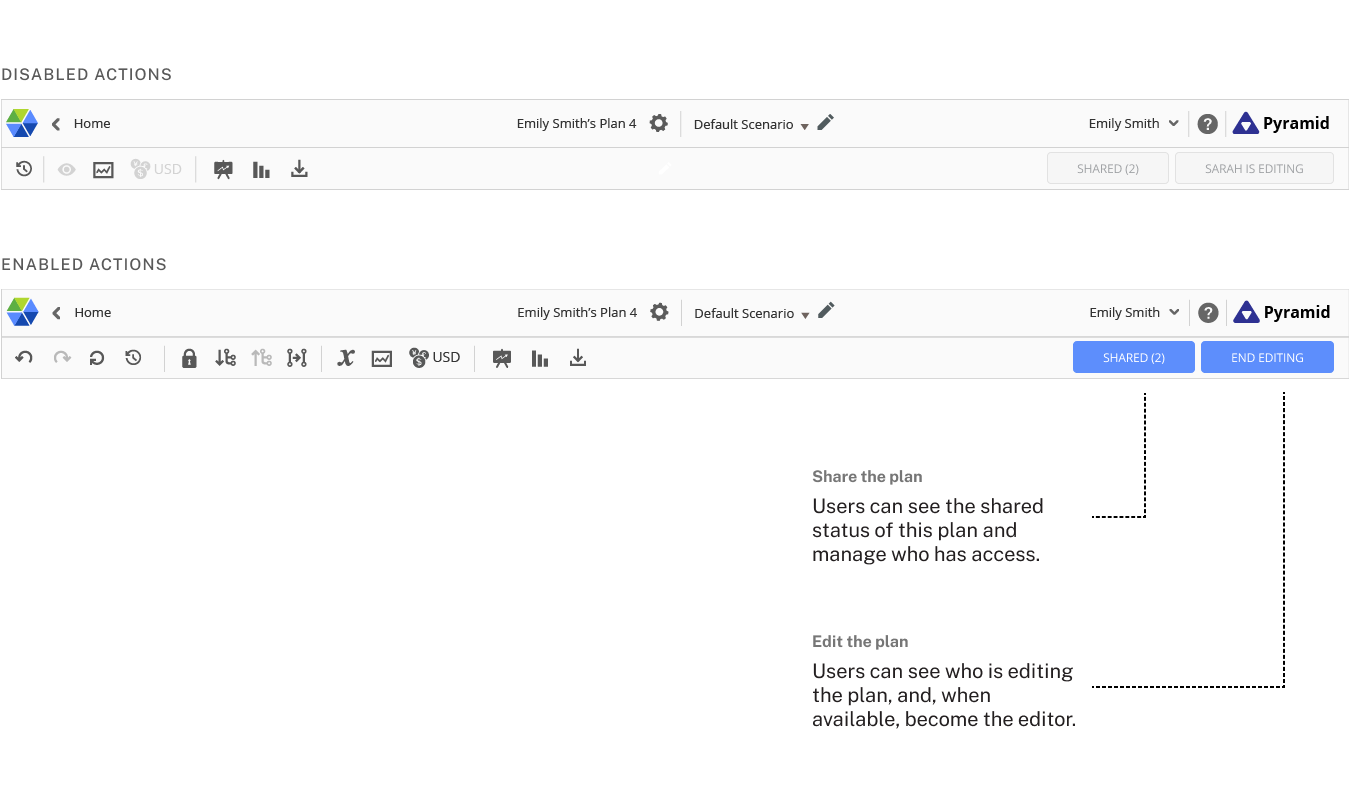 DISABLED ACTIONS
Home
Emily Smith’s Plan 4
Default Scenario
Emily Smith
?
Pyramid
USD
SHARED (2)
SARAH IS EDITING
ENABLED ACTIONS
Home
Emily Smith’s Plan 4
Default Scenario
Emily Smith
?
Pyramid
x
USD
SHARED (2)
END EDITING
Share the plan
Users can see the shared
status of this plan and
manage who has access.
Edit the plan
Users can see who is editing
the plan, and, when
available, become the editor.